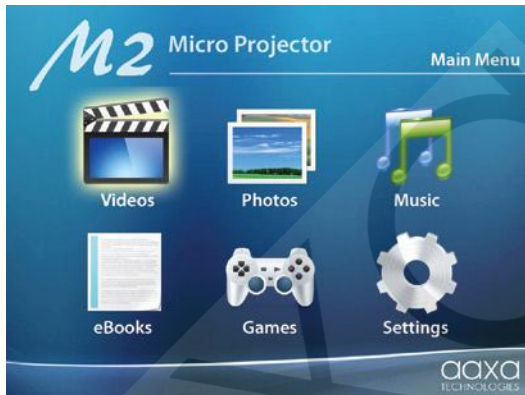 M2 Micro Projector
Main Menu
Videos Photos Music
eBooks Games Settings
aaxa
TECHNOLOGIES